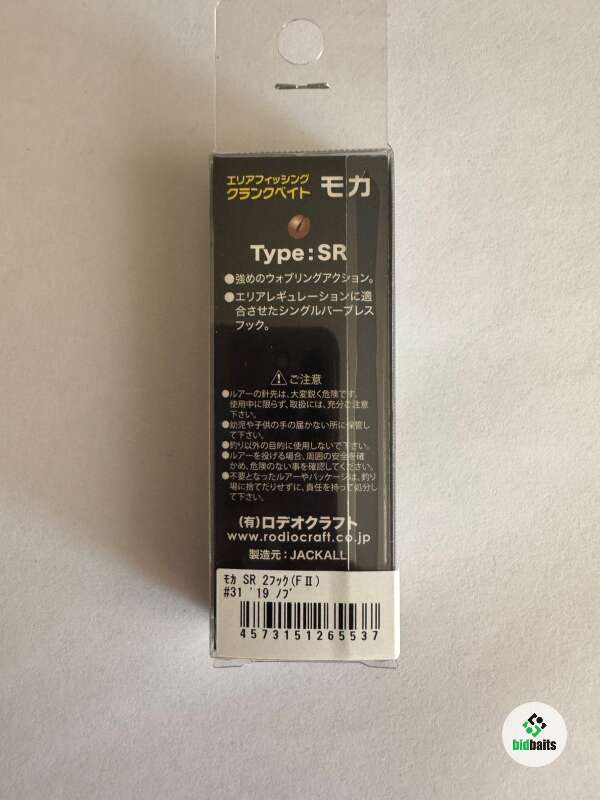 エリアフィッシング
クランクベイト モカ
Type:SR
●強めのウォブリングアクション。
●エリアレギュレーションに適
合させたシングルバーブレス
フック。
⚠ご注意
●ルアーの針先は、大変鋭く危険です。
使用中に限らず、取扱には、充分ご注意
下さい。
●幼児や子供の手の届かない所に保管し
て下さい。
●釣り以外の目的に使用しないで下さい。
●ルアーを投げる場合、周囲の安全を確
かめ、危険のない事を確認してください。
●不要となったルアーやパッケージは、釣り
場に捨てたりせずに、責任を持って処分し
て下さい。
(有)ロデオクラフト
www.rodiocraft.co.jp
製造元:JACKALL
ﾓｶ SR 2ﾌｯｸ(FⅡ)
#31 '19 ﾉﾌﾞ
4573151265537
bidbaits